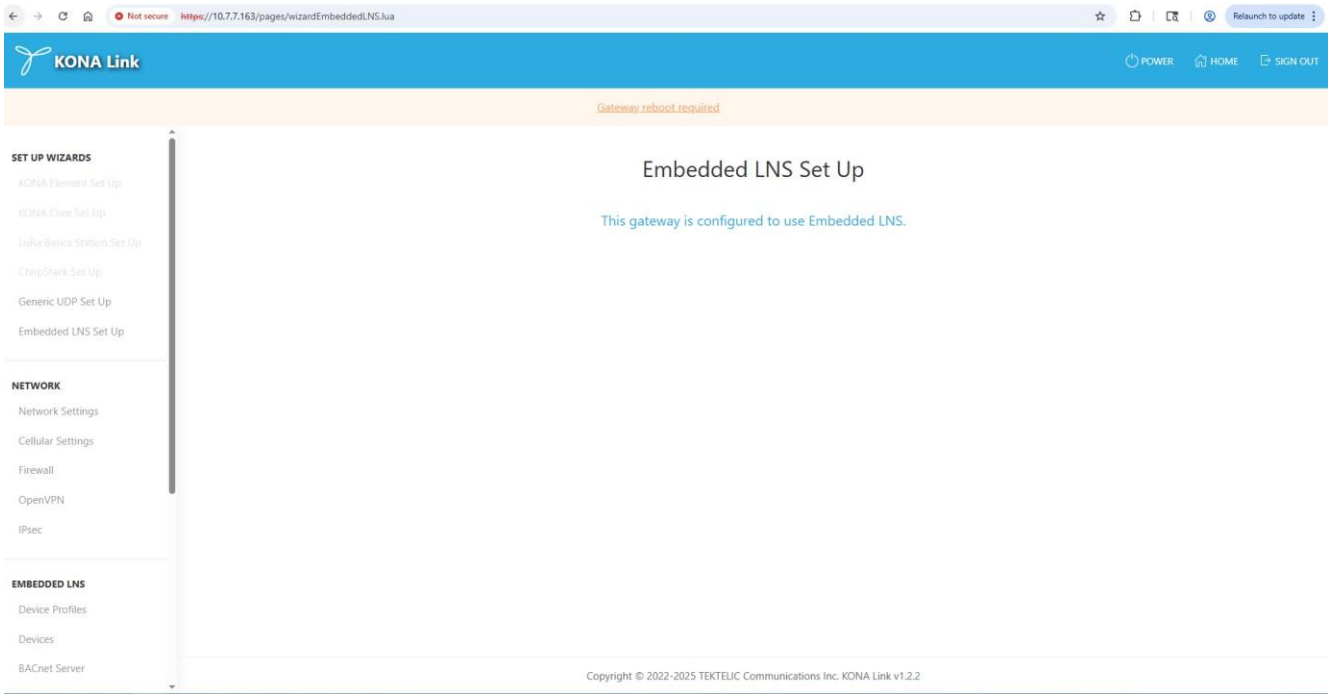 Not secure https://10.7.7.163/pages/wizardEmbeddedLNS.lua Relaunch to update
KONA Link POWER HOME SIGN OUT
Gateway reboot required
SET UP WIZARDS
KONA Element Set Up
KONA Core Set Up
LoRa Basics Station Set Up
ChirpStack Set Up
Generic UDP Set Up
Embedded LNS Set Up
NETWORK
Network Settings
Cellular Settings
Firewall
OpenVPN
IPsec
EMBEDDED LNS
Device Profiles
Devices
BACnet Server
Embedded LNS Set Up
This gateway is configured to use Embedded LNS.
Copyright © 2022-2025 TEKTELIC Communications Inc. KONA Link v1.2.2